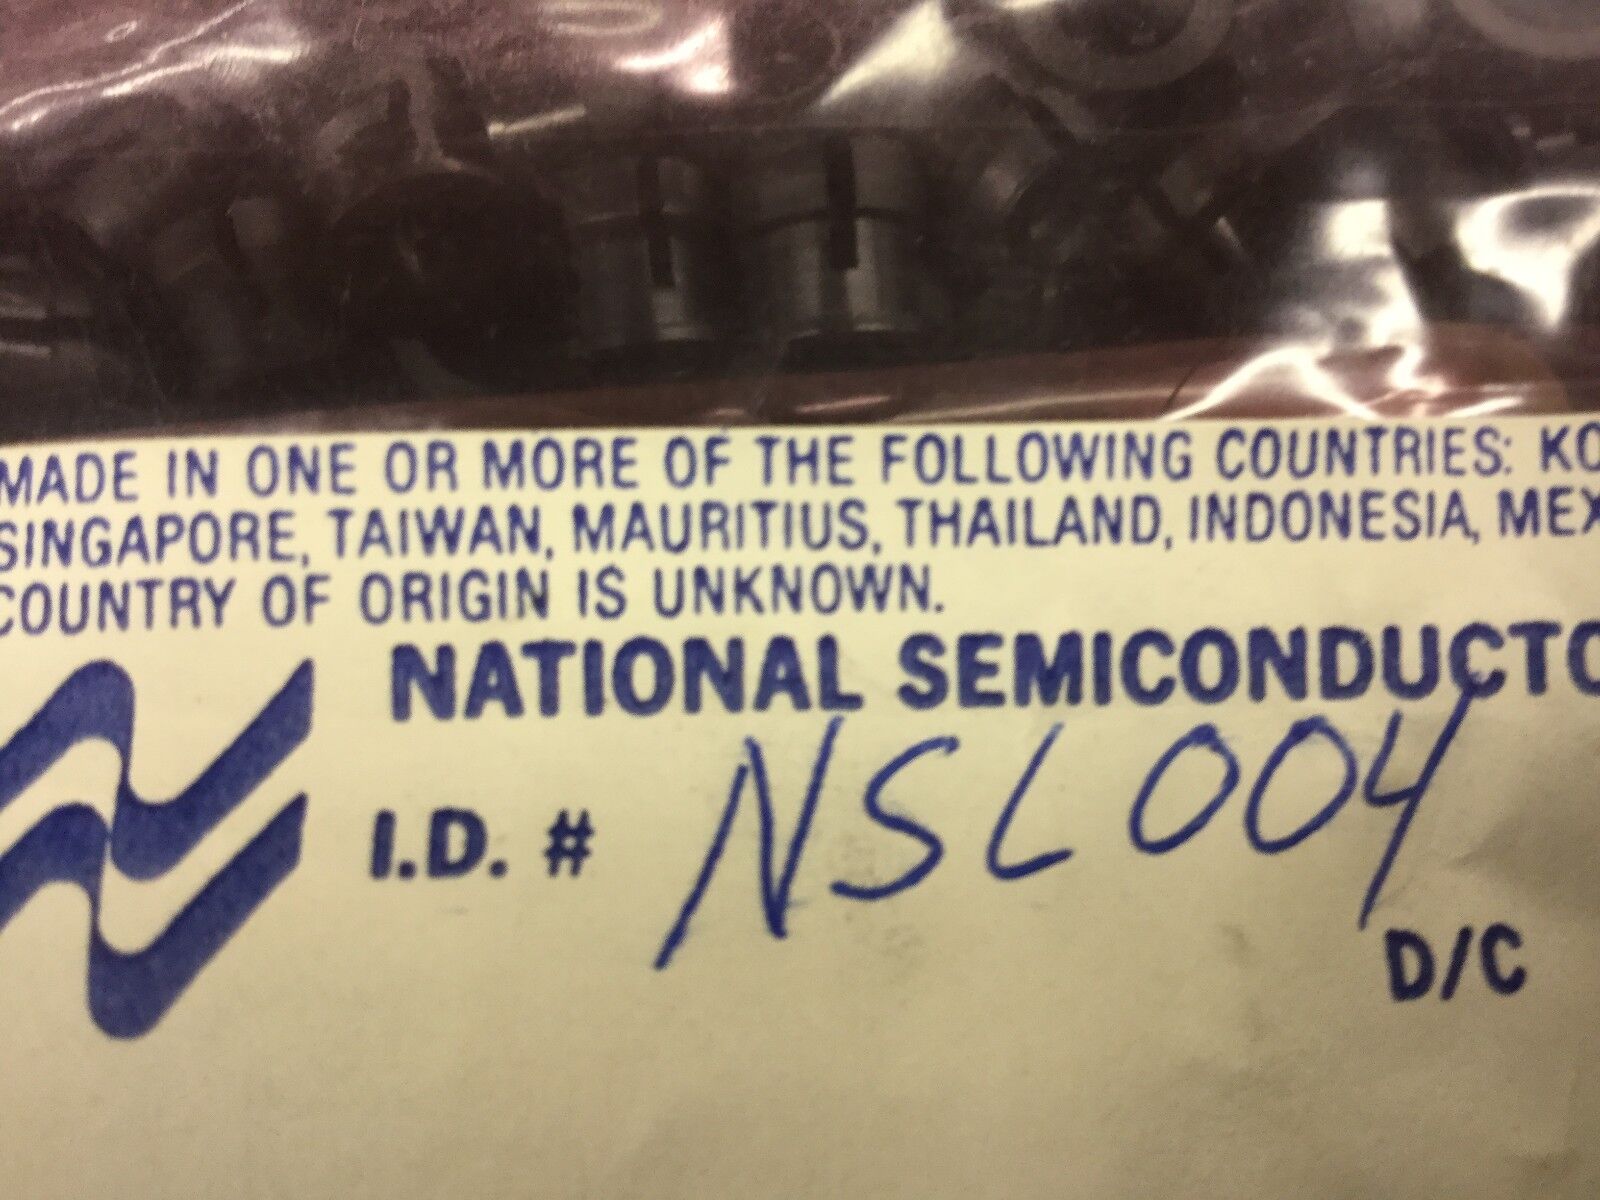 MADE IN ONE OR MORE OF THE FOLLOWING COUNTRIES: KO
SINGAPORE, TAIWAN, MAURITIUS, THAILAND, INDONESIA, MEX
COUNTRY OF ORIGIN IS UNKNOWN.
NATIONAL SEMICONDUCTO
I.D. # NSL004
D/C